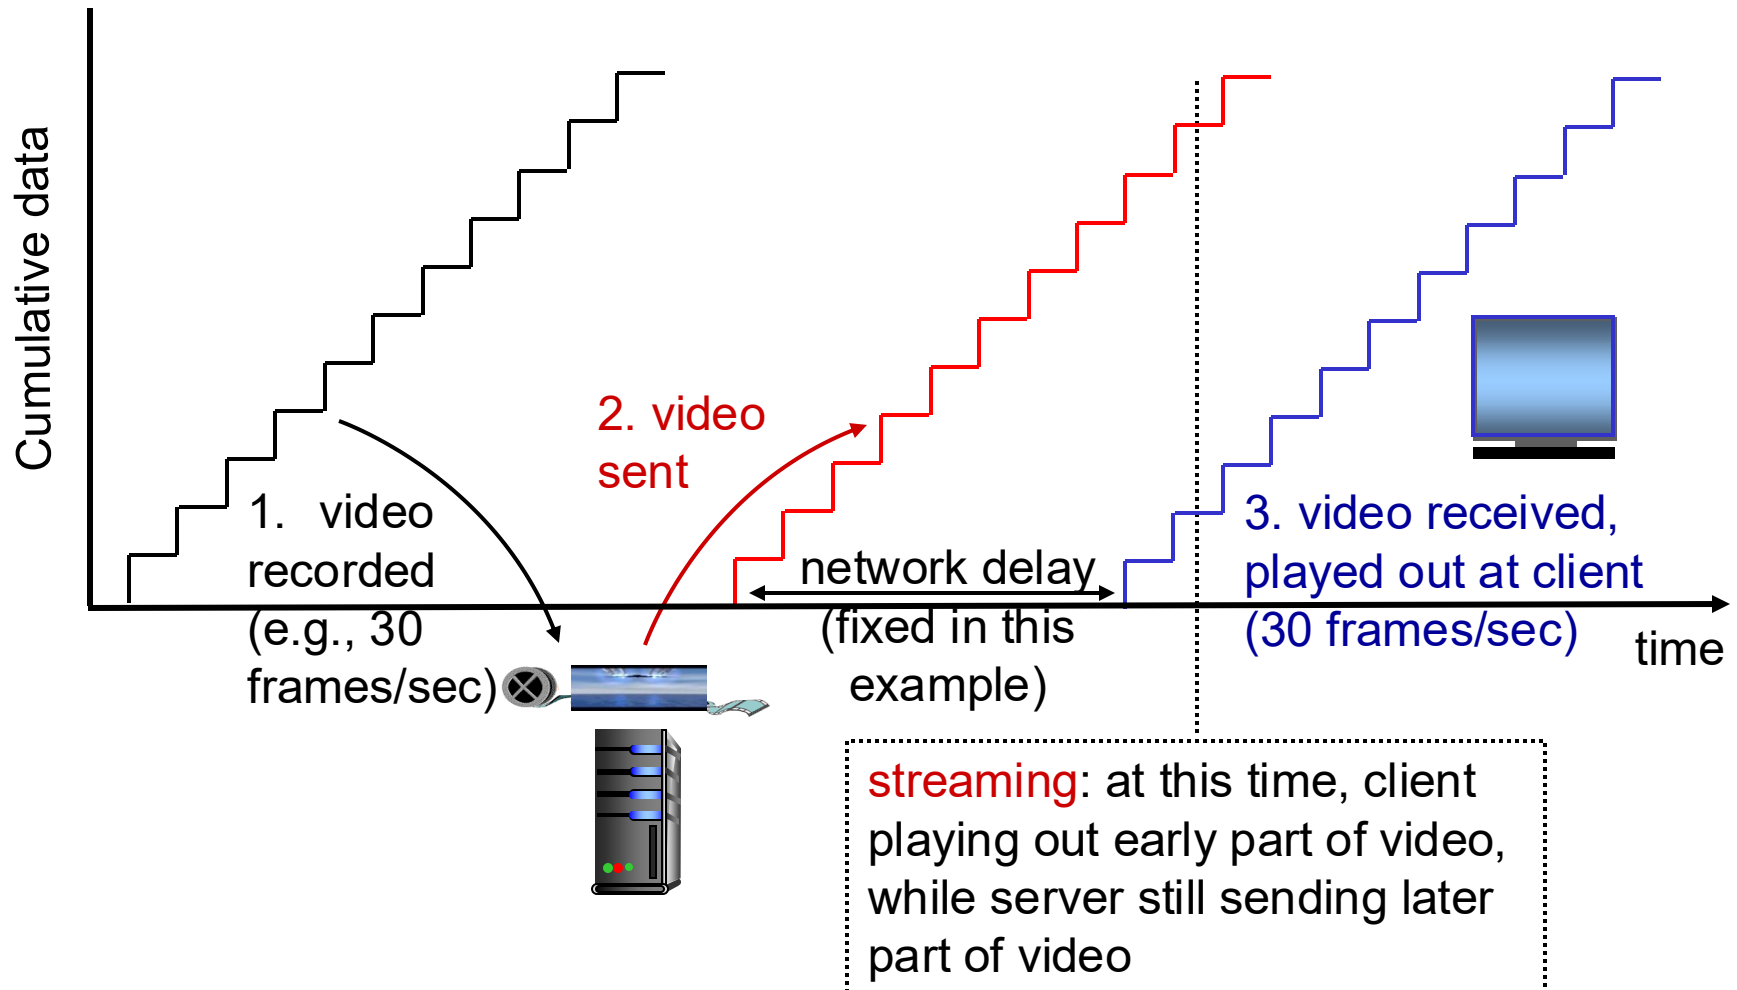 Cumulative data
1. video
recorded
(e.g., 30
frames/sec)
2. video
sent
network delay
(fixed in this
example)
3. video received,
played out at client
(30 frames/sec)
time
streaming: at this time, client
playing out early part of video,
while server still sending later
part of video